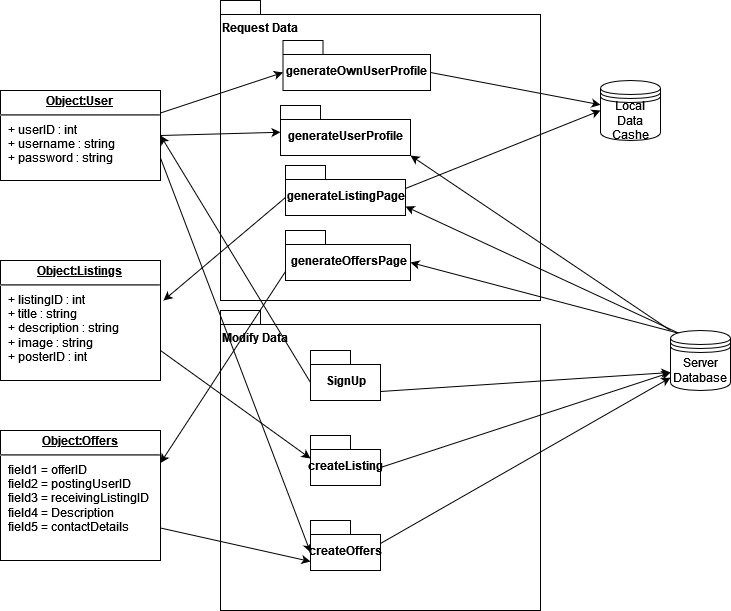 Request Data
generateOwnUserProfile
generateUserProfile
generateListingPage
generateOffersPage
Object:User
+ userID : int
+ username : string
+ password : string
Local
Data
Cashe
Object:Listings
+ listingID : int
+ title : string
+ description : string
+ image : string
+ posterID : int
Modify Data
SignUp
createListing
createOffers
Server
Database
Object:Offers
field1 = offerID
field2 = postingUserID
field3 = receivingListingID
field4 = Description
field5 = contactDetails